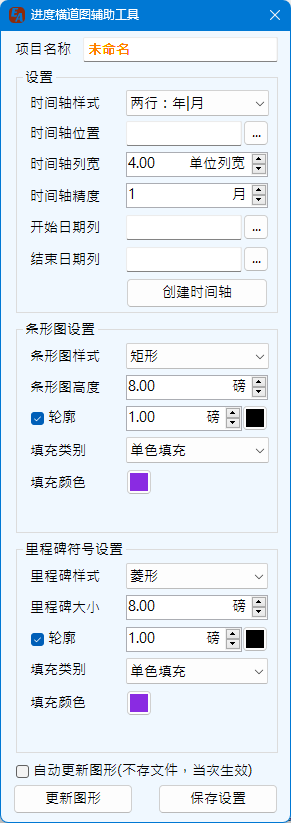 进度横道图辅助工具
项目名称 未命名
设置
时间轴样式 两行：年|月
时间轴位置 ...
时间轴列宽 4.00 单位列宽
时间轴精度 1 月
开始日期列 ...
结束日期列 ...
创建时间轴
条形图设置
条形图样式 矩形
条形图高度 8.00 磅
轮廓 1.00 磅
填充类别 单色填充
填充颜色
里程碑符号设置
里程碑样式 菱形
里程碑大小 8.00 磅
轮廓 1.00 磅
填充类别 单色填充
填充颜色
自动更新图形(不存文件，当次生效)
更新图形 保存设置